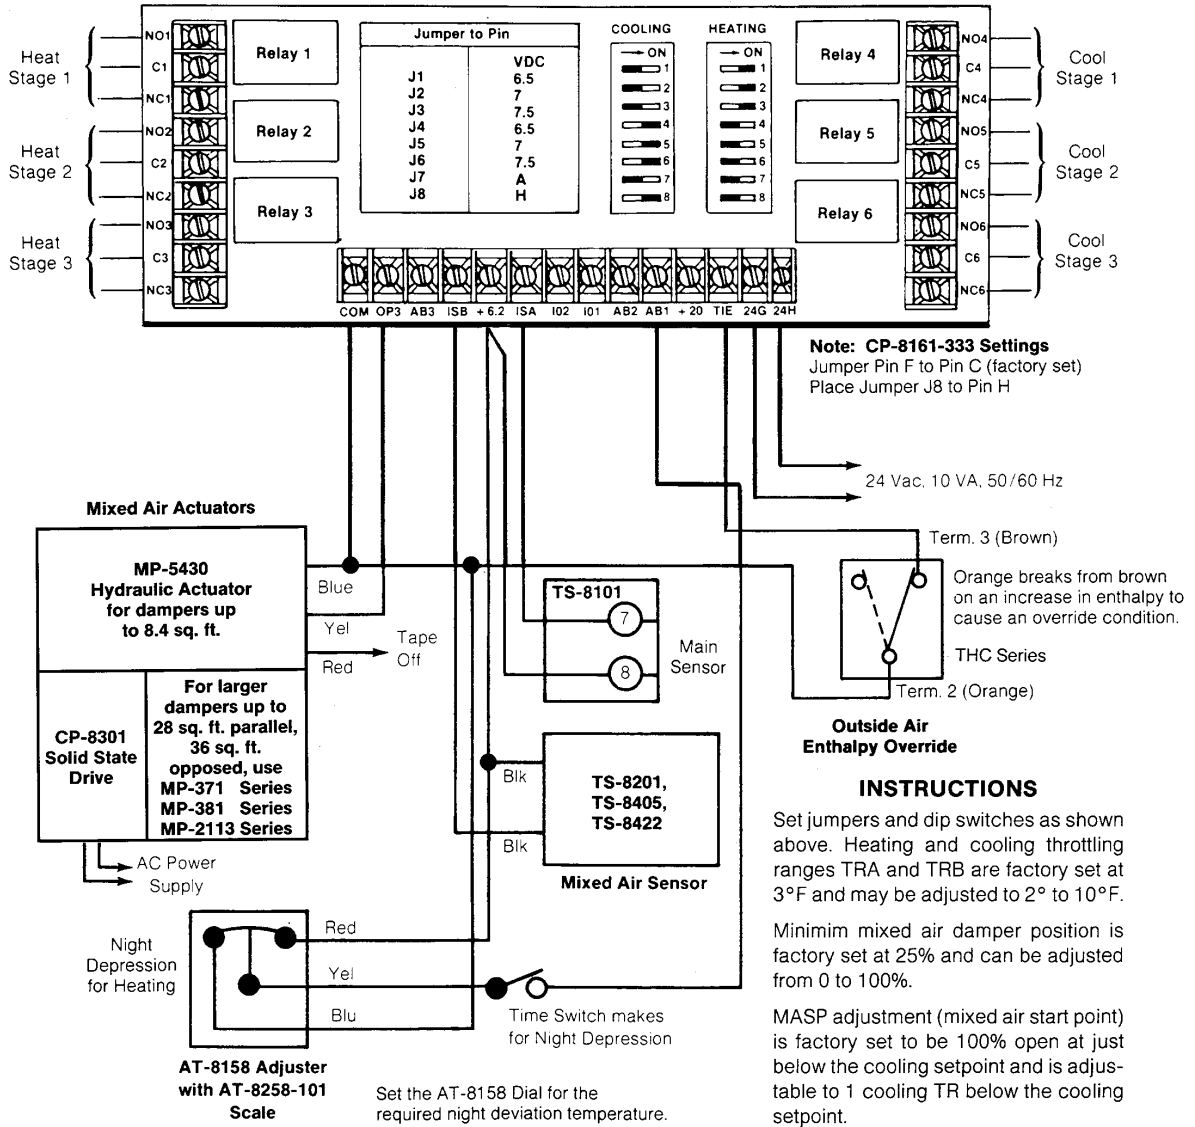 Heat
Stage 1
Heat
Stage 2
Heat
Stage 3
NO1
C1
NC1
NO2
C2
NC2
NO3
C3
NC3
Relay 1
Relay 2
Relay 3
Jumper to Pin
VDC
J1 6.5
J2 7
J3 7.5
J4 6.5
J5 7
J6 7.5
J7 A
J8 H
COOLING
→ ON
1
2
3
4
5
6
7
8
HEATING
→ ON
1
2
3
4
5
6
7
8
Relay 4
Relay 5
Relay 6
NO4
C4
NC4
NO5
C5
NC5
NO6
C6
NC6
Cool
Stage 1
Cool
Stage 2
Cool
Stage 3
COM OP3 AB3 ISB +6.2 ISA I02 I01 AB2 AB1 +20 TIE 24G 24H
Note: CP-8161-333 Settings
Jumper Pin F to Pin C (factory set)
Place Jumper J8 to Pin H
24 Vac, 10 VA, 50/60 Hz
Mixed Air Actuators
MP-5430
Hydraulic Actuator
for dampers up
to 8.4 sq. ft.
Blue
Yel
Red
Tape
Off
CP-8301
Solid State
Drive
For larger
dampers up to
28 sq. ft. parallel,
36 sq. ft.
opposed, use
MP-371 Series
MP-381 Series
MP-2113 Series
AC Power
Supply
TS-8101
7
8
Main
Sensor
Term. 3 (Brown)
Orange breaks from brown
on an increase in enthalpy to
cause an override condition.
THC Series
Term. 2 (Orange)
Outside Air
Enthalpy Override
Blk
Blk
TS-8201,
TS-8405,
TS-8422
Mixed Air Sensor
Night
Depression
for Heating
Red
Yel
Blu
Time Switch makes
for Night Depression
AT-8158 Adjuster
with AT-8258-101
Scale
Set the AT-8158 Dial for the
required night deviation temperature.
INSTRUCTIONS
Set jumpers and dip switches as shown
above. Heating and cooling throttling
ranges TRA and TRB are factory set at
3°F and may be adjusted to 2° to 10°F.
Minimim mixed air damper position is
factory set at 25% and can be adjusted
from 0 to 100%.
MASP adjustment (mixed air start point)
is factory set to be 100% open at just
below the cooling setpoint and is adjus-
table to 1 cooling TR below the cooling
setpoint.